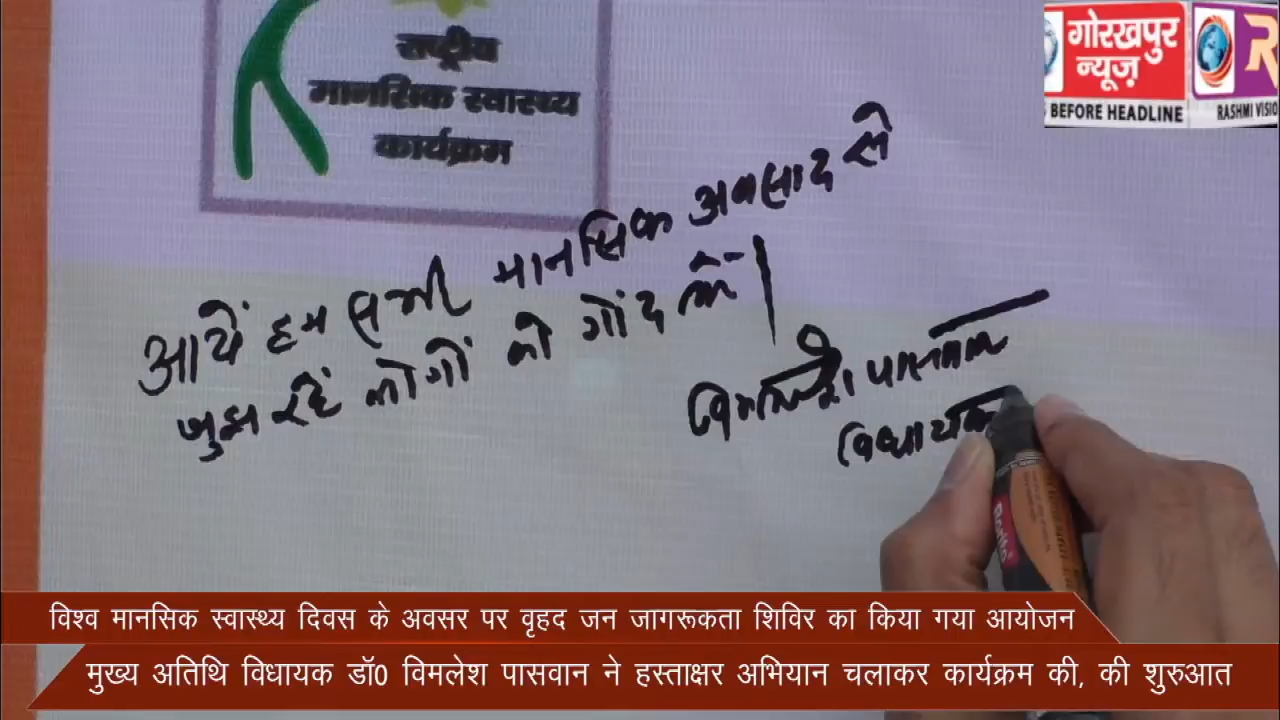 राष्ट्रीय
मानसिक स्वास्थ्य
कार्यक्रम
गोरखपुर
न्यूज़
BEFORE HEADLINE
R
RASHMI VISIO
आयें हम सभी मानसिक अवसाद से
जुझ रहें लोगों को गोंद लें।
विमलेश पासवान
विधायक
विश्व मानसिक स्वास्थ्य दिवस के अवसर पर वृहद जन जागरूकता शिविर का किया गया आयोजन
मुख्य अतिथि विधायक डॉ0 विमलेश पासवान ने हस्ताक्षर अभियान चलाकर कार्यक्रम की, की शुरुआत